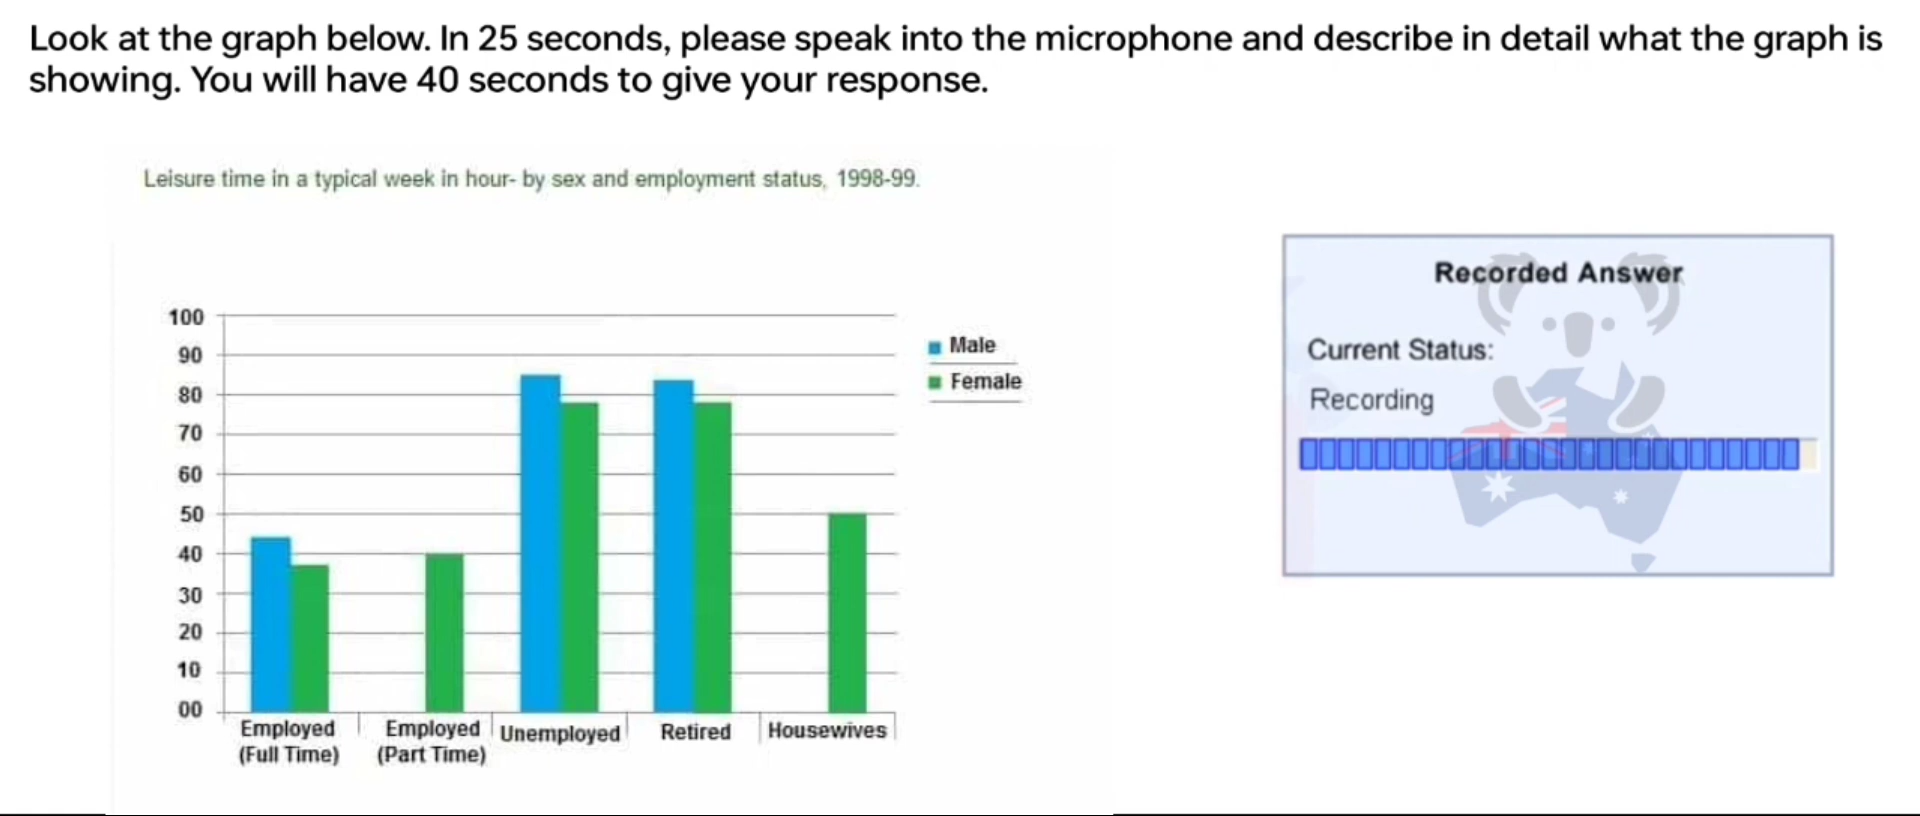 Look at the graph below. In 25 seconds, please speak into the microphone and describe in detail what the graph is
showing. You will have 40 seconds to give your response.
Leisure time in a typical week in hour- by sex and employment status, 1998-99.
100
90
80
70
60
50
40
30
20
10
00
Employed
(Full Time)
Employed
(Part Time)
Unemployed
Retired
Housewives
Male
Female
Recorded Answer
Current Status:
Recording